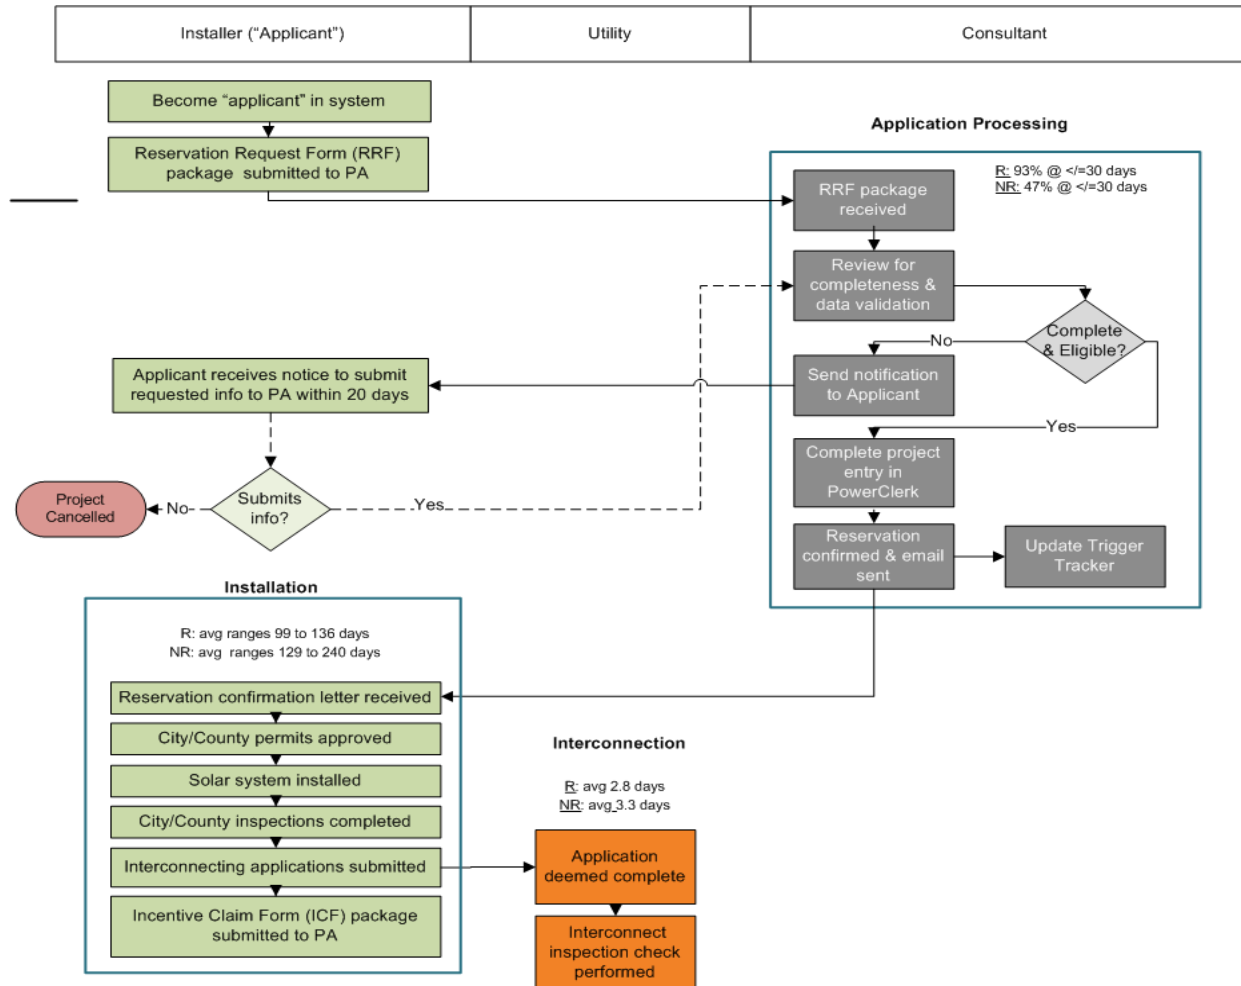 Installer (“Applicant”)
Utility
Consultant
Become “applicant” in system
Reservation Request Form (RRF)
package submitted to PA
Application Processing
R: 93% @ </=30 days
NR: 47% @ </=30 days
RRF package
received
Review for
completeness &
data validation
Complete
& Eligible?
No
Send notification
to Applicant
Applicant receives notice to submit
requested info to PA within 20 days
Yes
Complete project
entry in
PowerClerk
Submits
info?
No
Yes
Project
Cancelled
Reservation
confirmed & email
sent
Update Trigger
Tracker
Installation
R: avg ranges 99 to 136 days
NR: avg ranges 129 to 240 days
Reservation confirmation letter received
City/County permits approved
Solar system installed
City/County inspections completed
Interconnecting applications submitted
Incentive Claim Form (ICF) package
submitted to PA
Interconnection
R: avg 2.8 days
NR: avg 3.3 days
Application
deemed complete
Interconnect
inspection check
performed